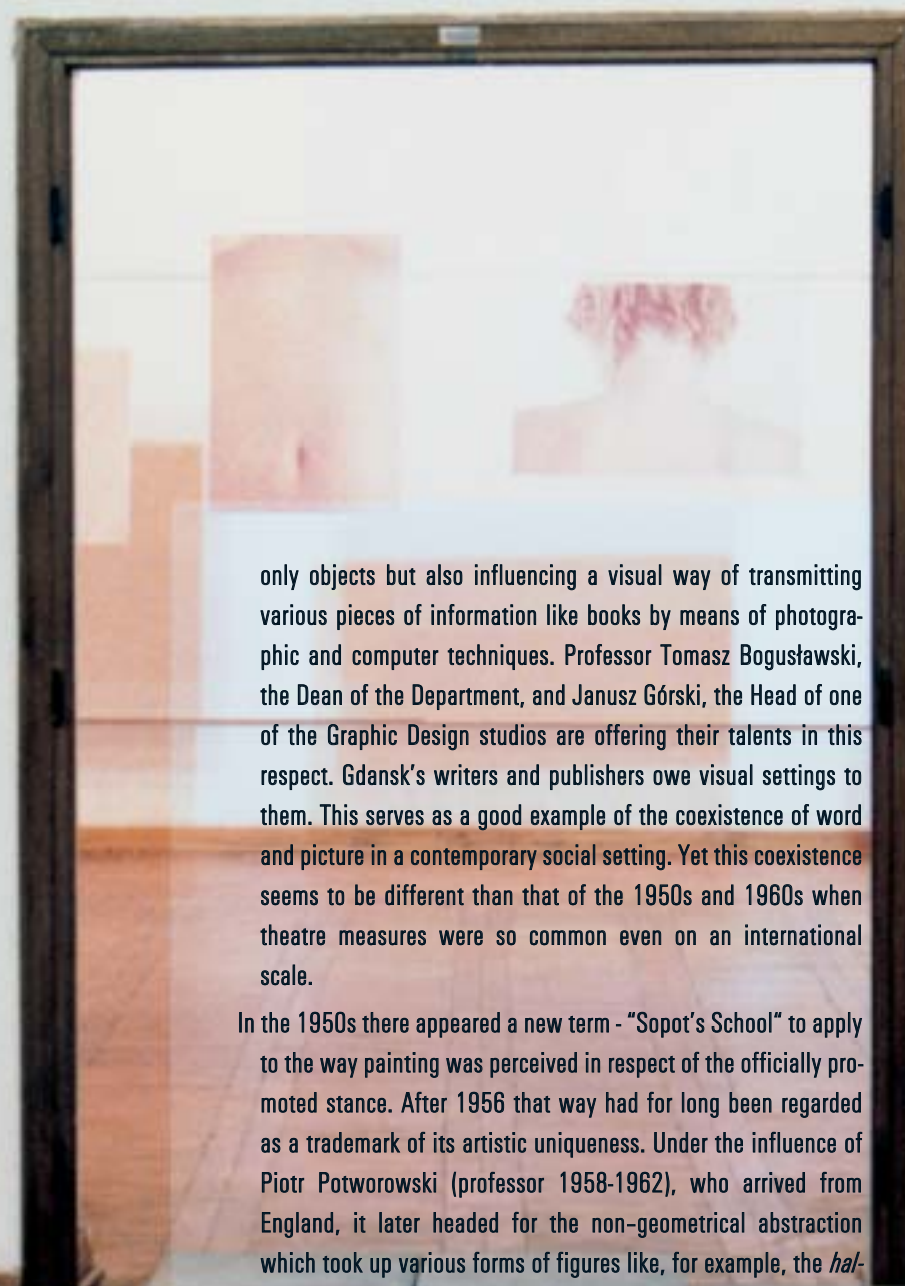 only objects but also influencing a visual way of transmitting
various pieces of information like books by means of photogra-
phic and computer techniques. Professor Tomasz Bogusławski,
the Dean of the Department, and Janusz Górski, the Head of one
of the Graphic Design studios are offering their talents in this
respect. Gdansk's writers and publishers owe visual settings to
them. This serves as a good example of the coexistence of word
and picture in a contemporary social setting. Yet this coexistence
seems to be different than that of the 1950s and 1960s when
theatre measures were so common even on an international
scale.
In the 1950s there appeared a new term - “Sopot's School“ to apply
to the way painting was perceived in respect of the officially pro-
moted stance. After 1956 that way had for long been regarded
as a trademark of its artistic uniqueness. Under the influence of
Piotr Potworowski (professor 1958-1962), who arrived from
England, it later headed for the non-geometrical abstraction
which took up various forms of figures like, for example, the hal-